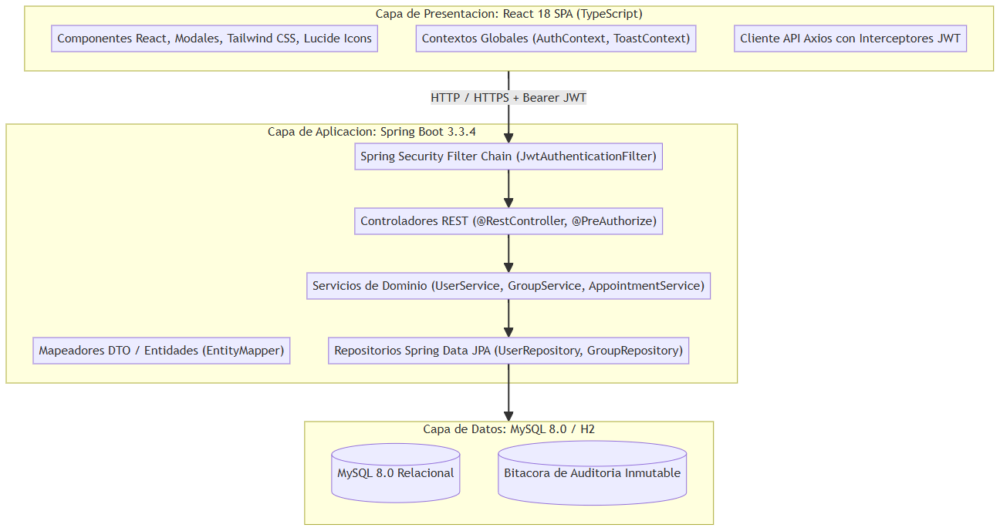 Capa de Presentacion: React 18 SPA (TypeScript)
Componentes React, Modales, Tailwind CSS, Lucide Icons
Contextos Globales (AuthContext, ToastContext)
Cliente API Axios con Interceptores JWT
HTTP / HTTPS + Bearer JWT
Capa de Aplicacion: Spring Boot 3.3.4
Spring Security Filter Chain (JwtAuthenticationFilter)
Controladores REST (@RestController, @PreAuthorize)
Servicios de Dominio (UserService, GroupService, AppointmentService)
Mapeadores DTO / Entidades (EntityMapper)
Repositorios Spring Data JPA (UserRepository, GroupRepository)
Capa de Datos: MySQL 8.0 / H2
MySQL 8.0 Relacional
Bitacora de Auditoria Inmutable